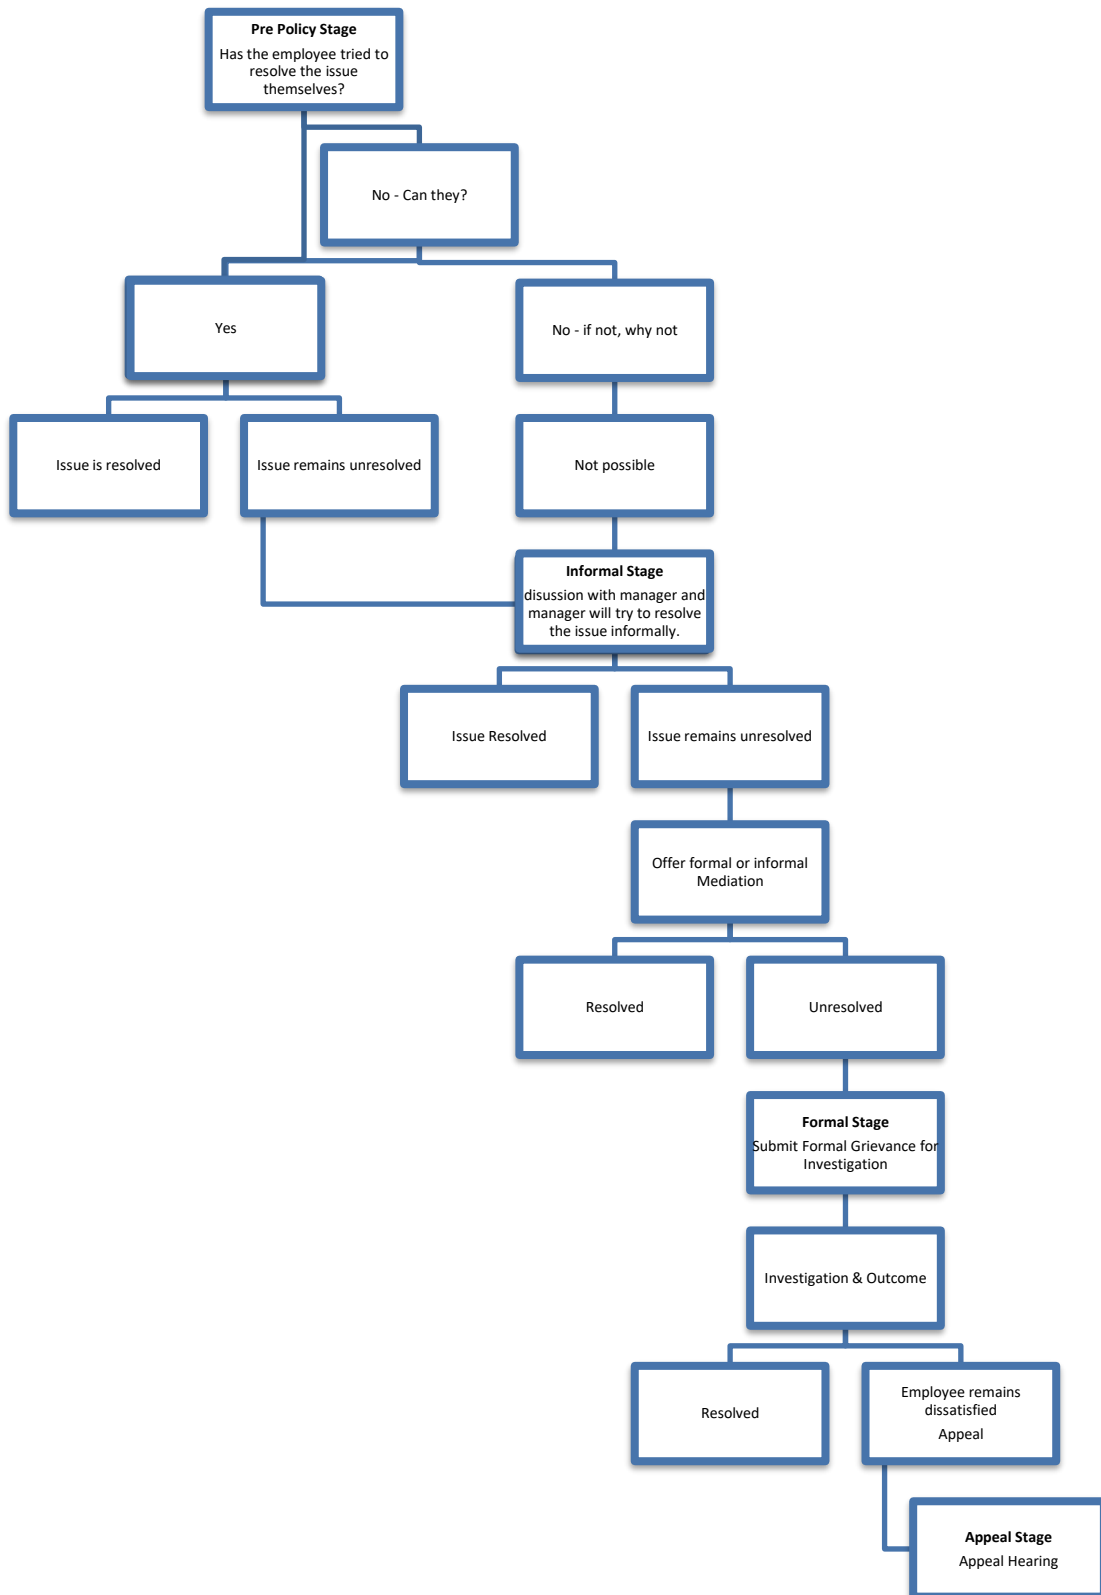 Pre Policy Stage
Has the employee tried to
resolve the issue
themselves?
No - Can they?
Yes
No - if not, why not
Issue is resolved
Issue remains unresolved
Not possible
Informal Stage
disussion with manager and
manager will try to resolve
the issue informally.
Issue Resolved
Issue remains unresolved
Offer formal or informal
Mediation
Resolved
Unresolved
Formal Stage
Submit Formal Grievance for
Investigation
Investigation & Outcome
Resolved
Employee remains
dissatisfied
Appeal
Appeal Stage
Appeal Hearing